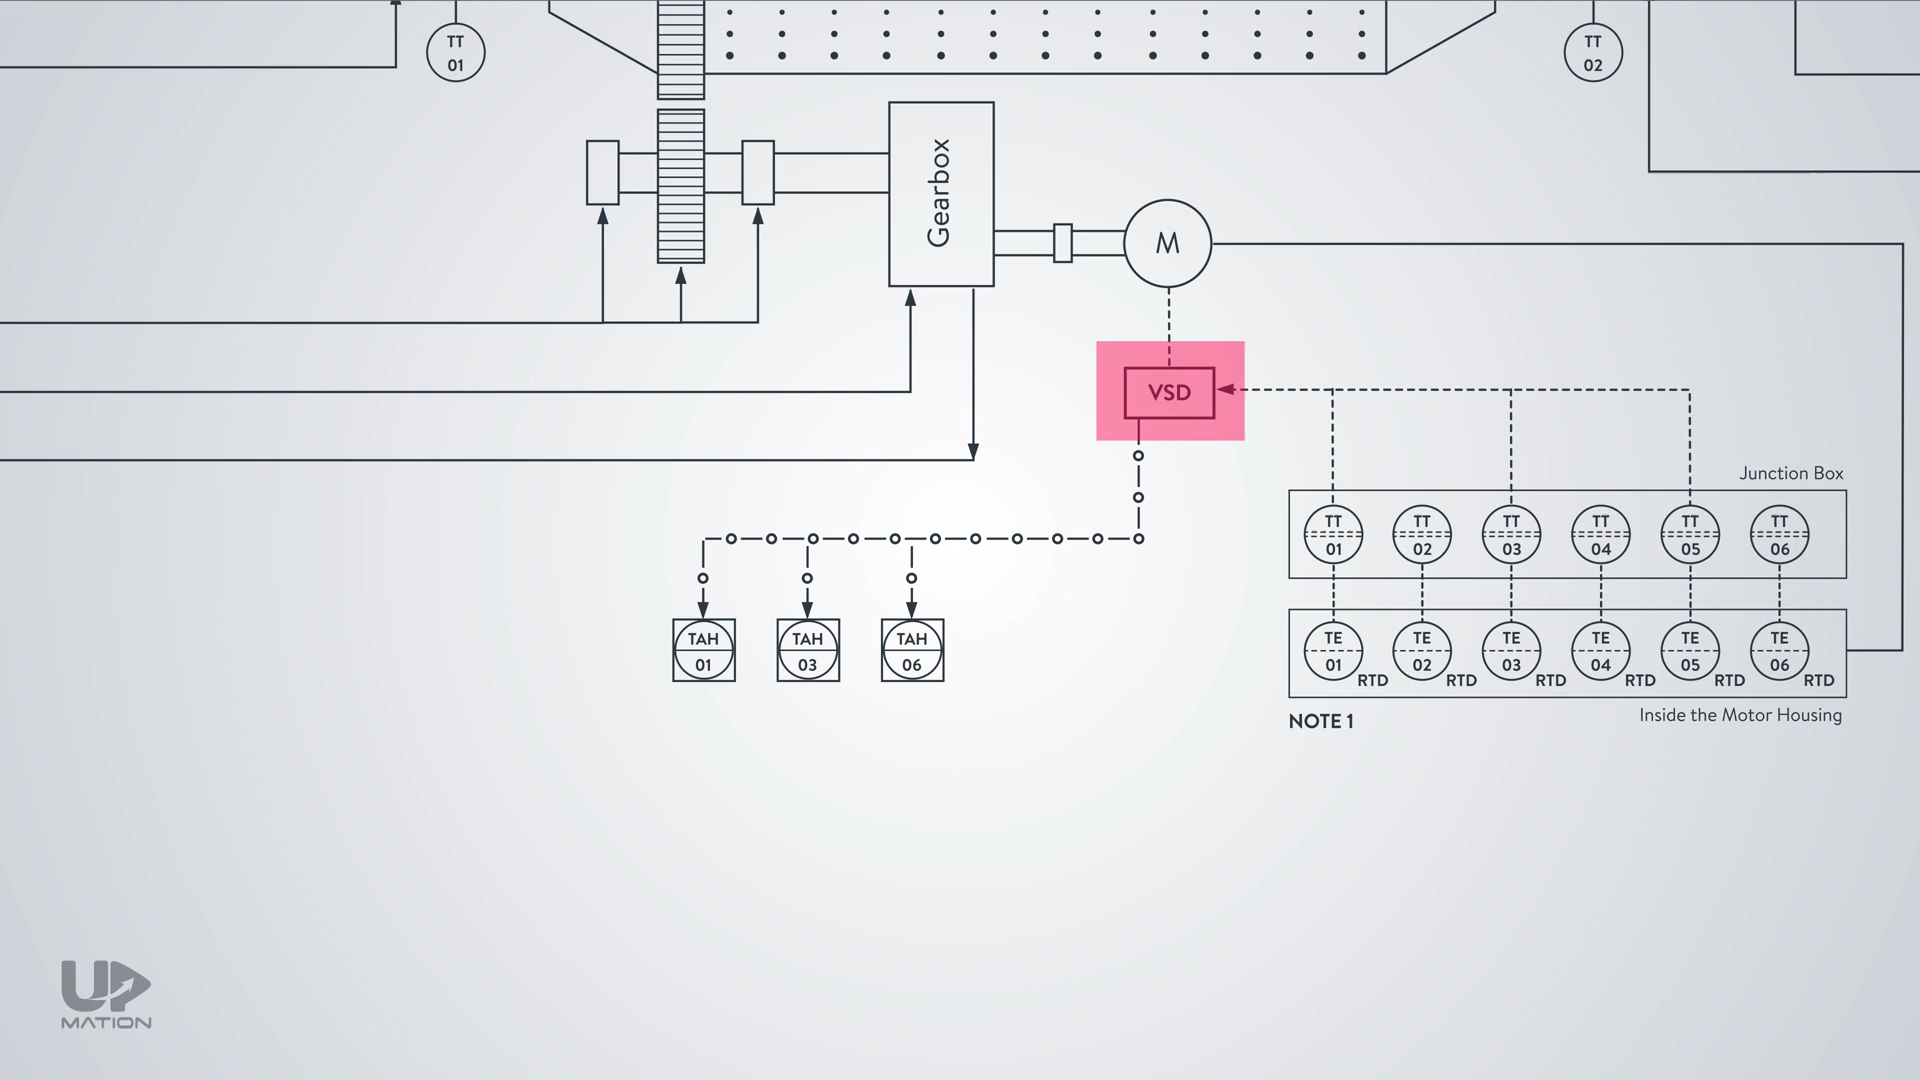 TT
01
TT
02
Gearbox
M
VSD
Junction Box
TT
01
TT
02
TT
03
TT
04
TT
05
TT
06
TAH
01
TAH
03
TAH
06
TE
01
RTD
TE
02
RTD
TE
03
RTD
TE
04
RTD
TE
05
RTD
TE
06
RTD
NOTE 1
Inside the Motor Housing
UP
MATION